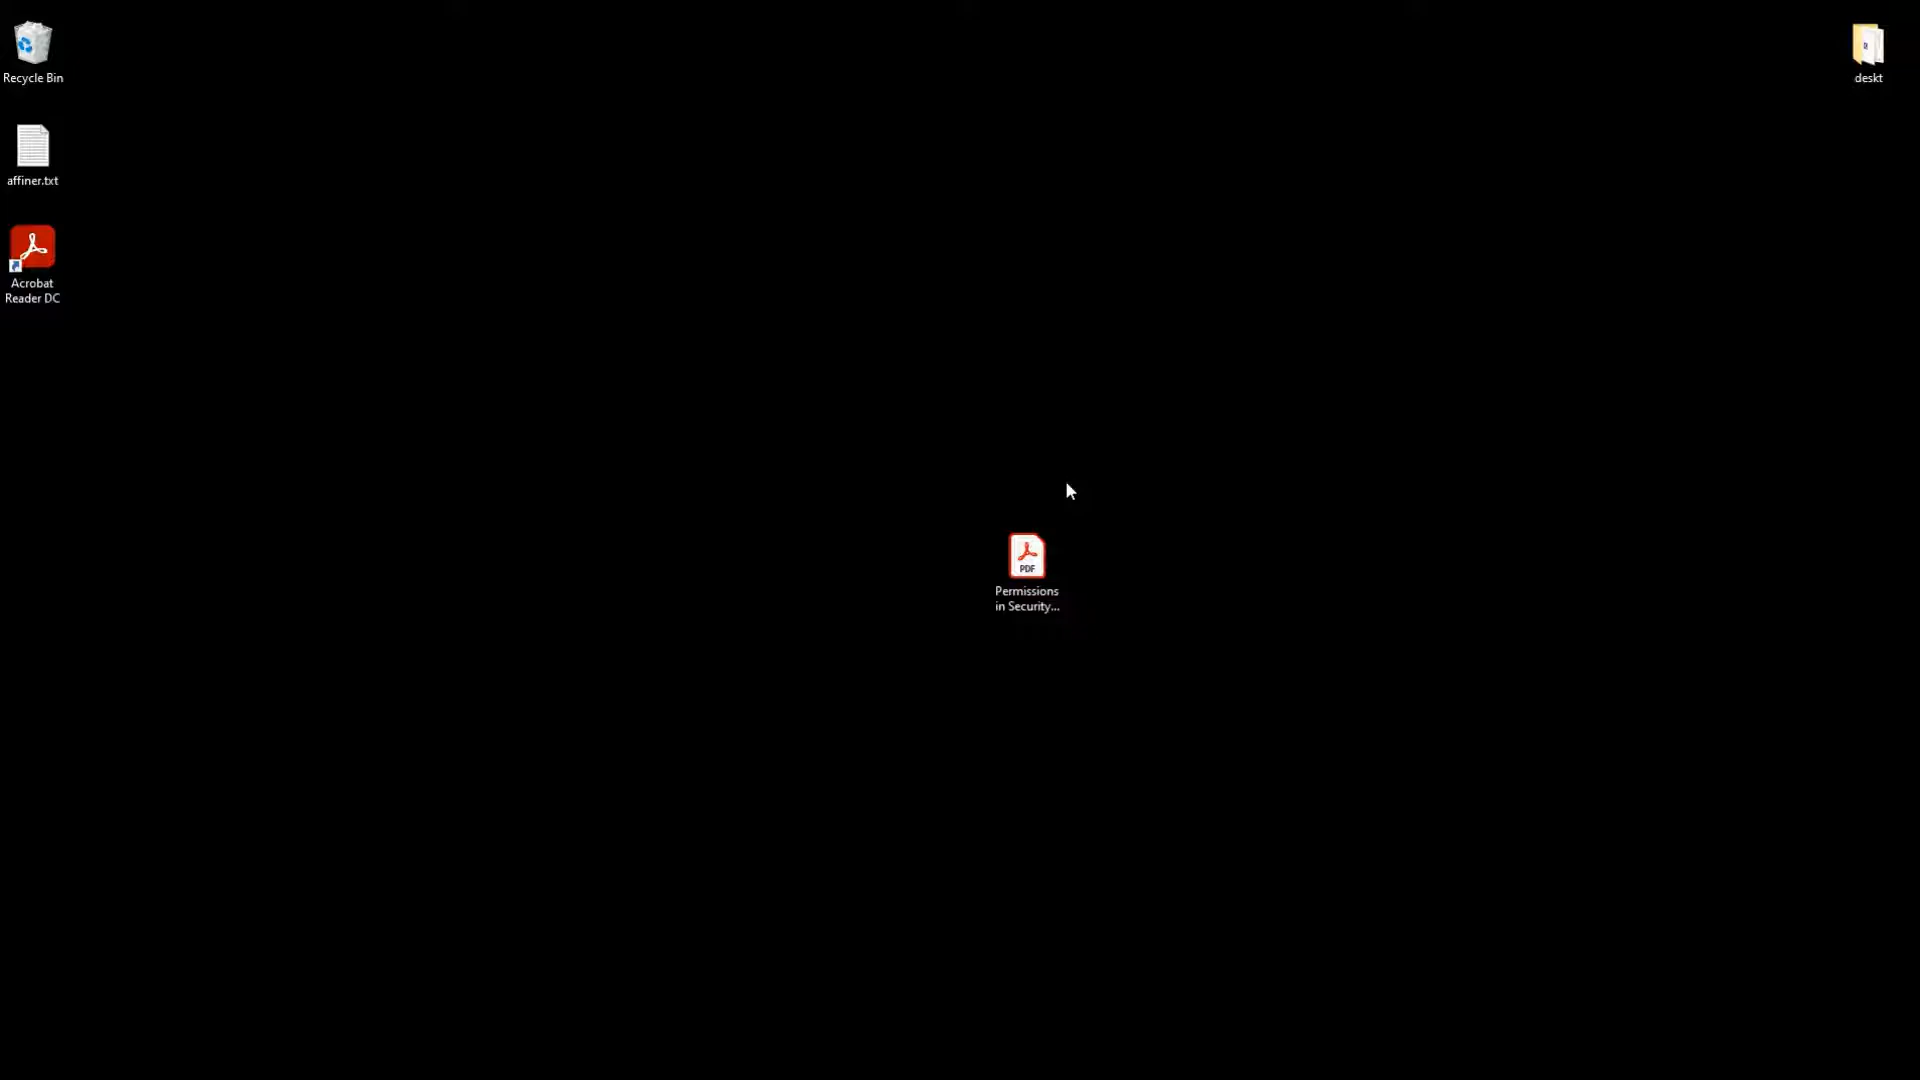 Recycle Bin
deskt
affiner.txt
Acrobat
Reader DC
PDF
Permissions
in Security...